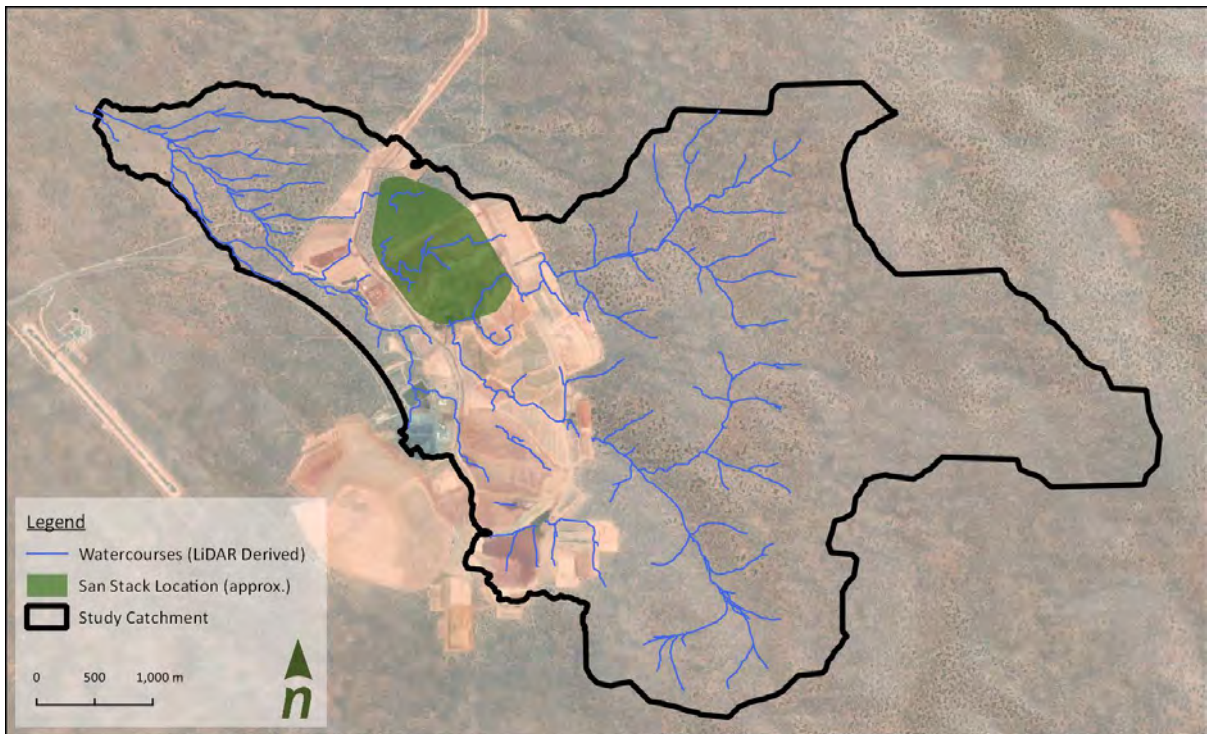 Legend
Watercourses (LiDAR Derived)
San Stack Location (approx.)
Study Catchment
0 500 1,000 m
n